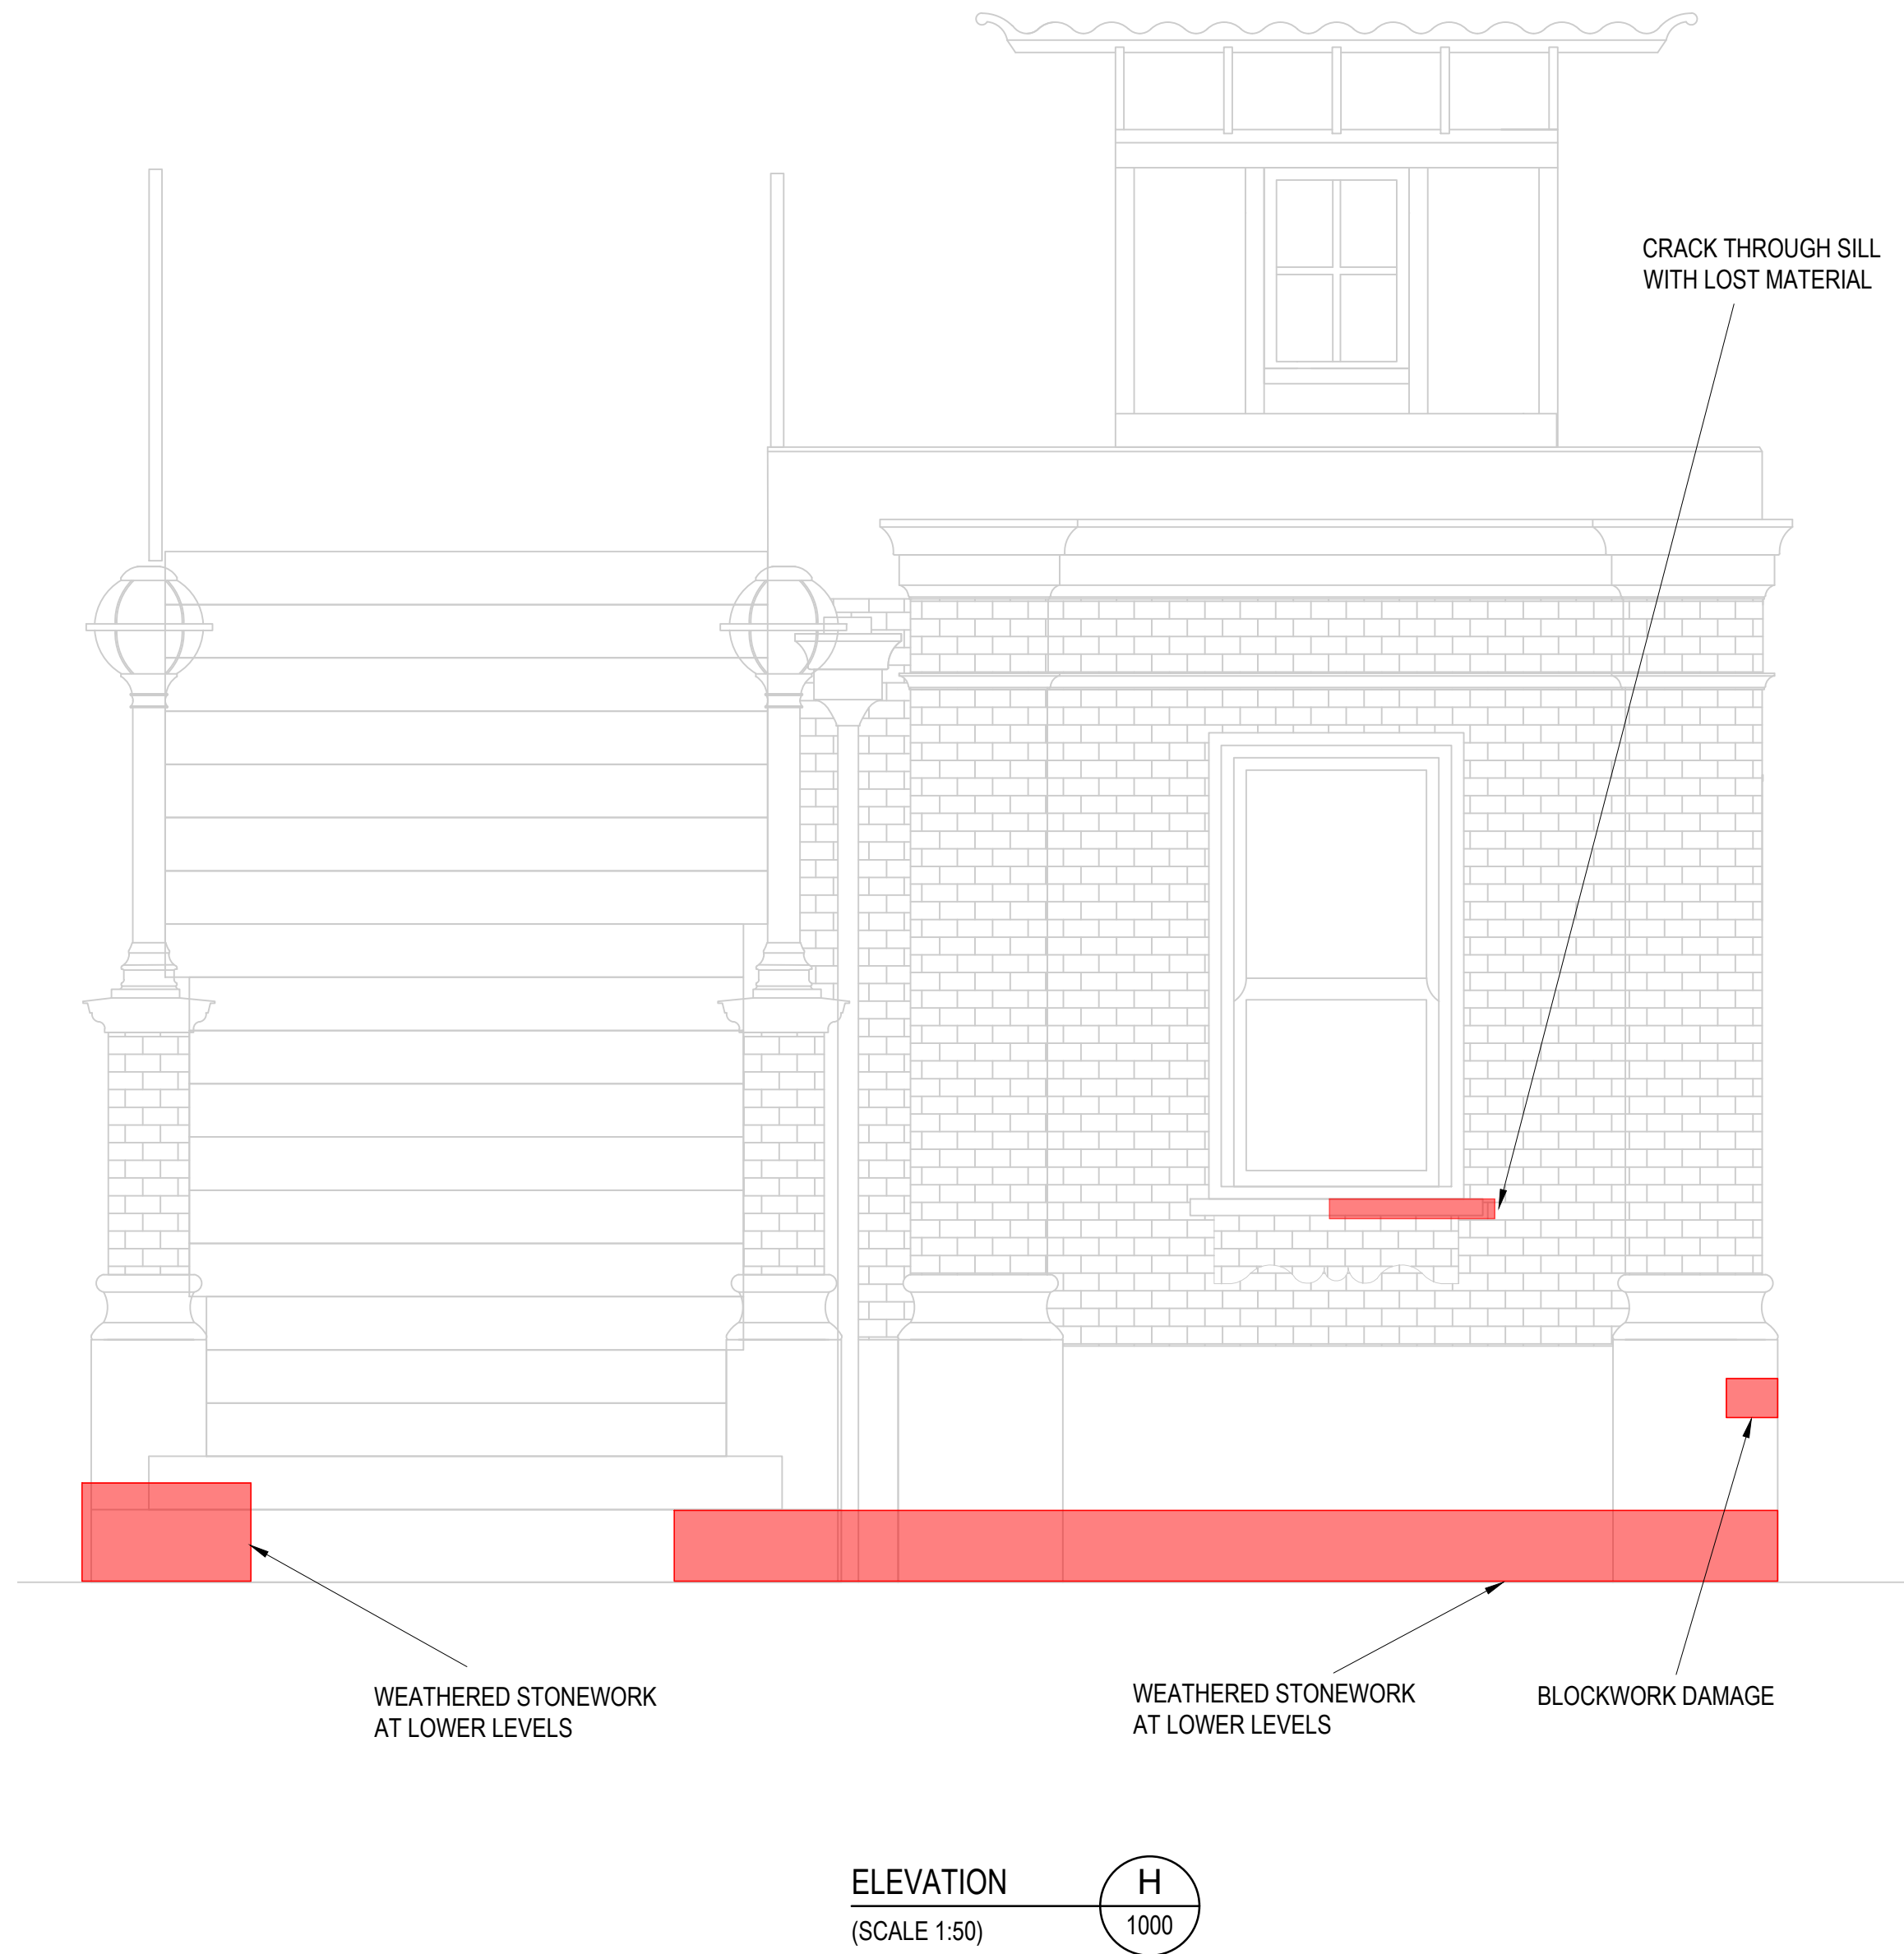 CRACK THROUGH SILL
WITH LOST MATERIAL
WEATHERED STONEWORK
AT LOWER LEVELS
WEATHERED STONEWORK
AT LOWER LEVELS
BLOCKWORK DAMAGE
ELEVATION
(SCALE 1:50)
H
1000